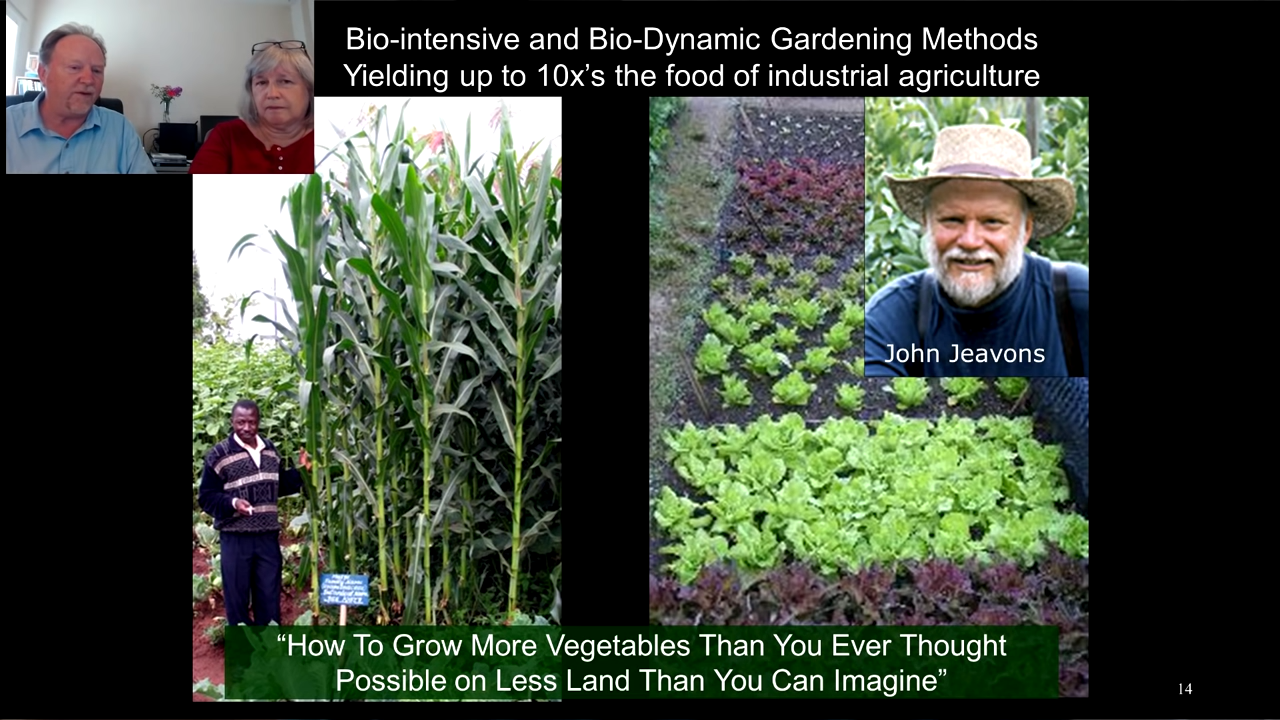 Bio-intensive and Bio-Dynamic Gardening Methods
Yielding up to 10x’s the food of industrial agriculture
John Jeavons
“How To Grow More Vegetables Than You Ever Thought
Possible on Less Land Than You Can Imagine”
14